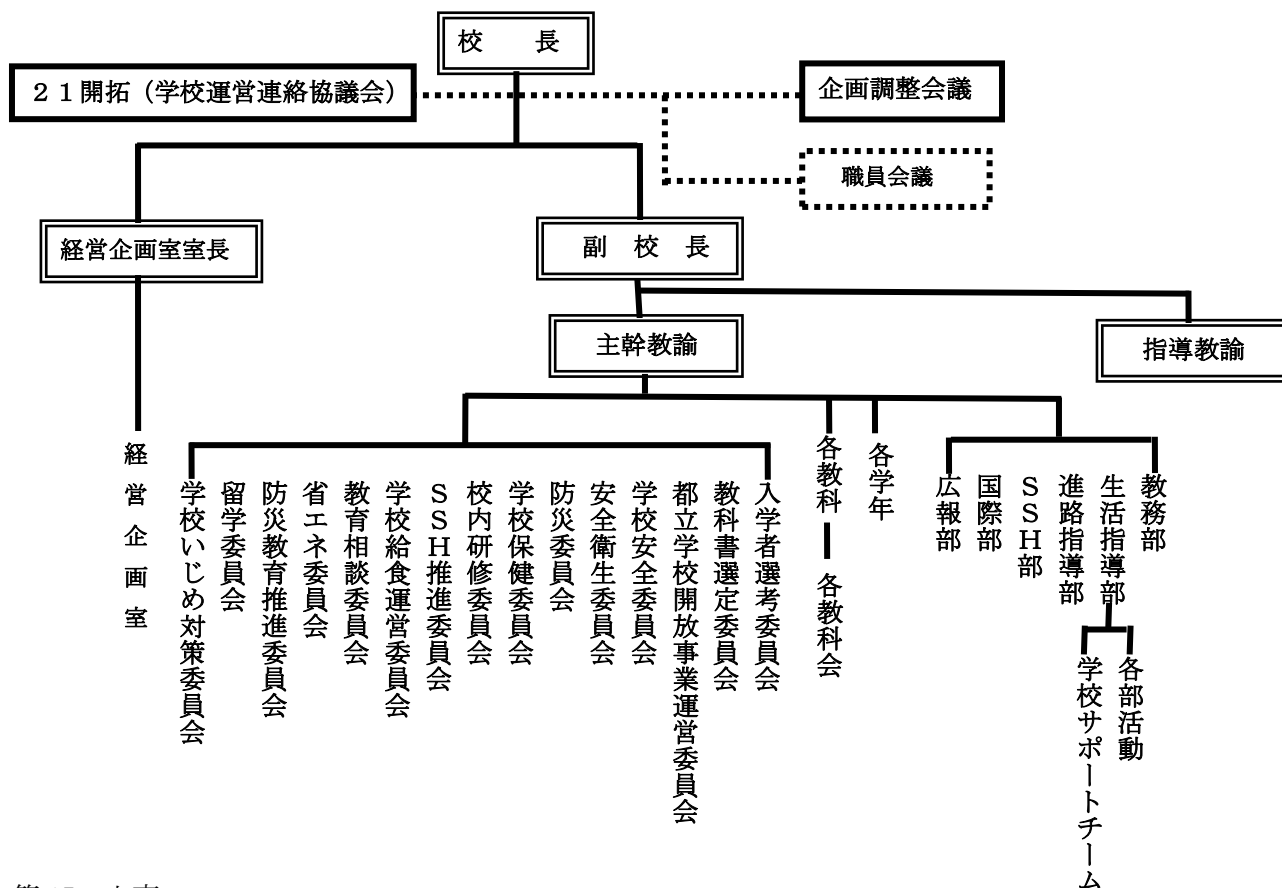 校　　長
２１開拓（学校運営連絡協議会）
企画調整会議
職員会議
経営企画室室長
副　校　長
主幹教諭
指導教諭
経営企画室
学校いじめ対策委員会
留学委員会
防災教育推進委員会
省エネ委員会
教育相談委員会
学校給食運営委員会
ＳＳＨ推進委員会
校内研修委員会
学校保健委員会
防災委員会
安全衛生委員会
学校安全委員会
都立学校開放事業運営委員会
教科書選定委員会
入学者選考委員会
各教科
各教科会
各学年
広報部
国際部
ＳＳＨ部
進路指導部
生活指導部
教務部
学校サポートチーム
各部活動